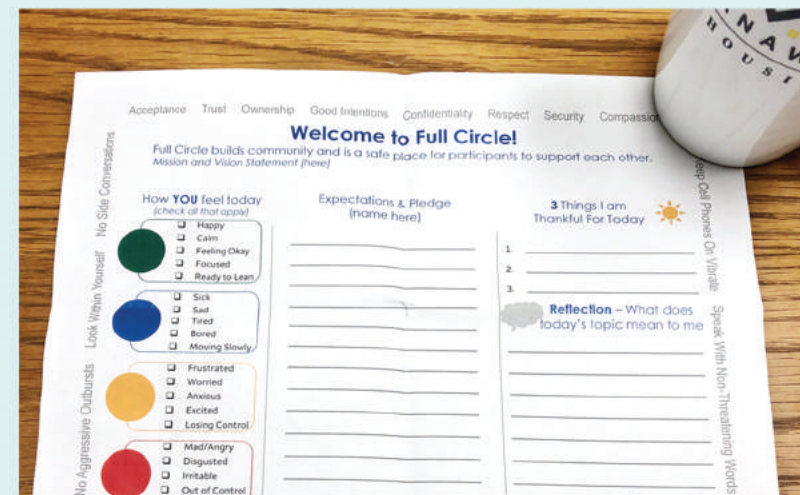 Acceptance Trust Ownership Good Intentions Confidentiality Respect Security Compassion
Welcome to Full Circle!
Full Circle builds community and is a safe place for participants to support each other.
Mission and Vision Statement (here)
No Side Conversations
Look Within Yourself
No Aggressive Outbursts
How YOU feel today
(check all that apply)
Happy
Calm
Feeling Okay
Focused
Ready to Lean
Sick
Sad
Tired
Bored
Moving Slowly
Frustrated
Worried
Anxious
Excited
Losing Control
Mad/Angry
Disgusted
Irritable
Out of Control
Expectations & Pledge
(name here)
3 Things I am
Thankful For Today
1.
2.
3.
Reflection – What does
today's topic mean to me
Cell Phones On Vibrate
Speak With Non-Threatening Words